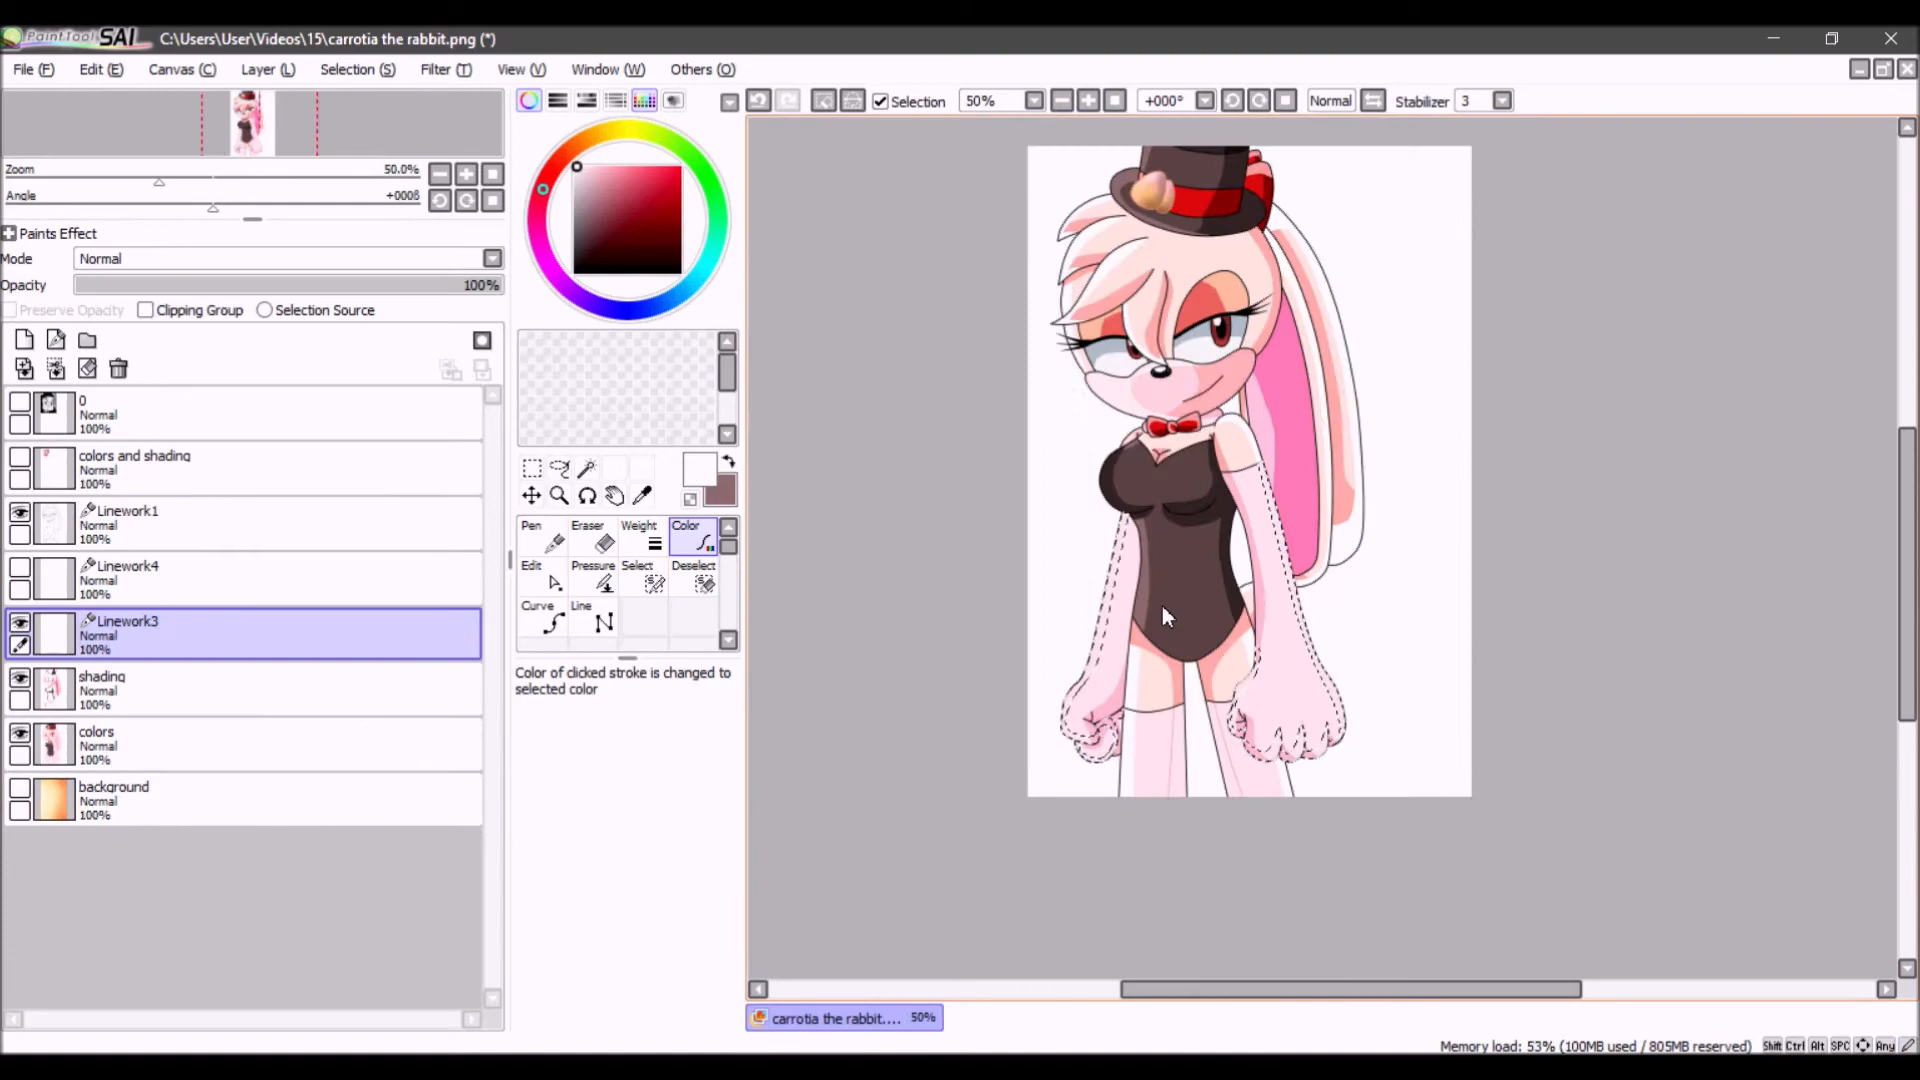 PaintTool SAI C:\Users\User\Videos\15\carrotia the rabbit.png (*)
File (F) Edit (E) Canvas (C) Layer (L) Selection (S) Filter (T) View (V) Window (W) Others (O)
Selection 50% +000° Normal Stabilizer 3
Zoom 50.0%
Angle +000δ
Paints Effect
Mode Normal
Opacity 100%
Preserve Opacity Clipping Group Selection Source
0
Normal
100%
colors and shading
Normal
100%
Linework1
Normal
100%
Linework4
Normal
100%
Linework3
Normal
100%
shading
Normal
100%
colors
Normal
100%
background
Normal
100%
Pen Eraser Weight Color
Edit Pressure Select Deselect
Curve Line
Color of clicked stroke is changed to
selected color
carrotia the rabbit.... 50%
Memory load: 53% (100MB used / 805MB reserved) Shift Ctrl Alt SPC Any